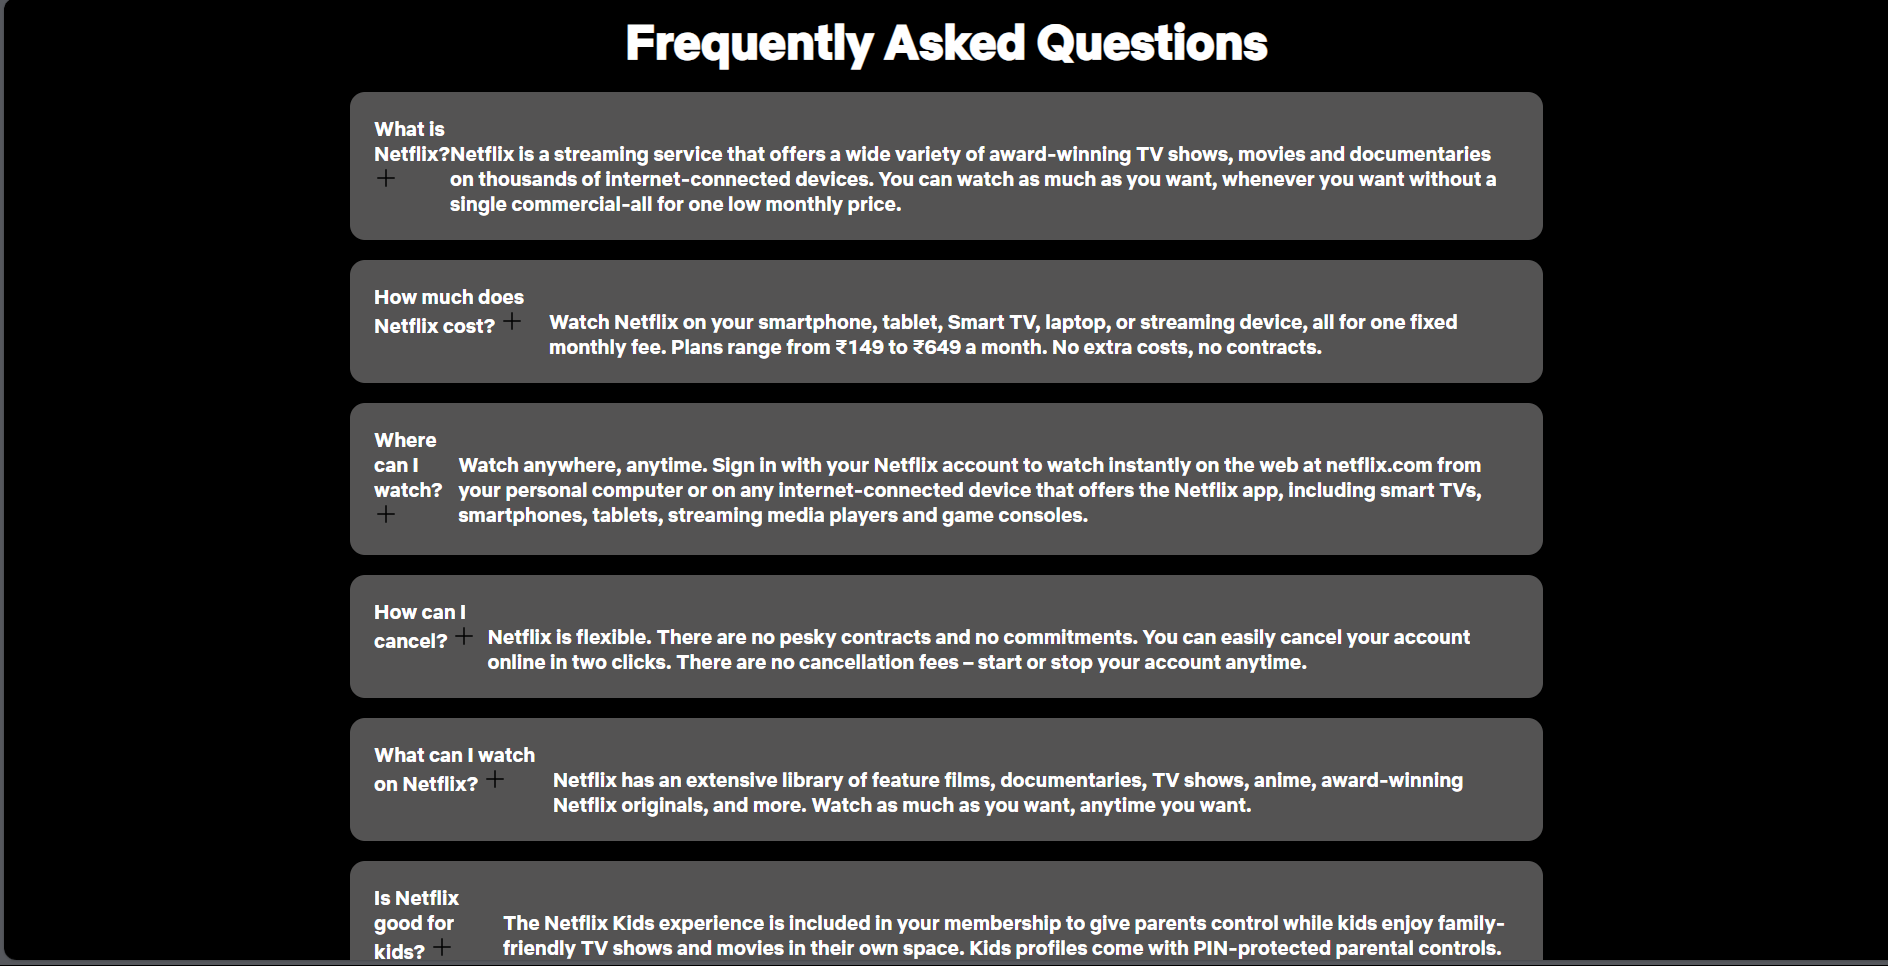 Frequently Asked Questions
What is
Netflix?
+
Netflix is a streaming service that offers a wide variety of award-winning TV shows, movies and documentaries
on thousands of internet-connected devices. You can watch as much as you want, whenever you want without a
single commercial-all for one low monthly price.
How much does
Netflix cost? +
Watch Netflix on your smartphone, tablet, Smart TV, laptop, or streaming device, all for one fixed
monthly fee. Plans range from ₹149 to ₹649 a month. No extra costs, no contracts.
Where
can I
watch?
+
Watch anywhere, anytime. Sign in with your Netflix account to watch instantly on the web at netflix.com from
your personal computer or on any internet-connected device that offers the Netflix app, including smart TVs,
smartphones, tablets, streaming media players and game consoles.
How can I
cancel? +
Netflix is flexible. There are no pesky contracts and no commitments. You can easily cancel your account
online in two clicks. There are no cancellation fees – start or stop your account anytime.
What can I watch
on Netflix? +
Netflix has an extensive library of feature films, documentaries, TV shows, anime, award-winning
Netflix originals, and more. Watch as much as you want, anytime you want.
Is Netflix
good for
kids? +
The Netflix Kids experience is included in your membership to give parents control while kids enjoy family-
friendly TV shows and movies in their own space. Kids profiles come with PIN-protected parental controls.